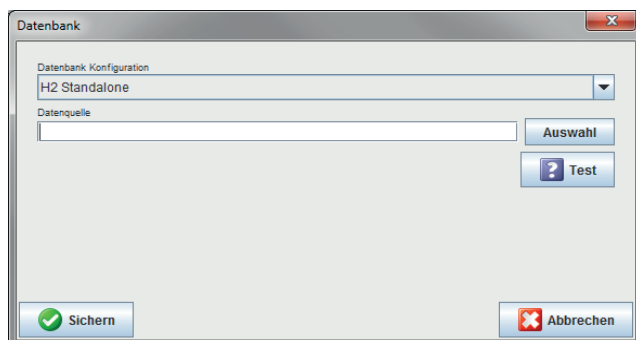 Datenbank
Datenbank Konfiguration
H2 Standalone
Datenquelle
Auswahl
Test
Sichern
Abbrechen